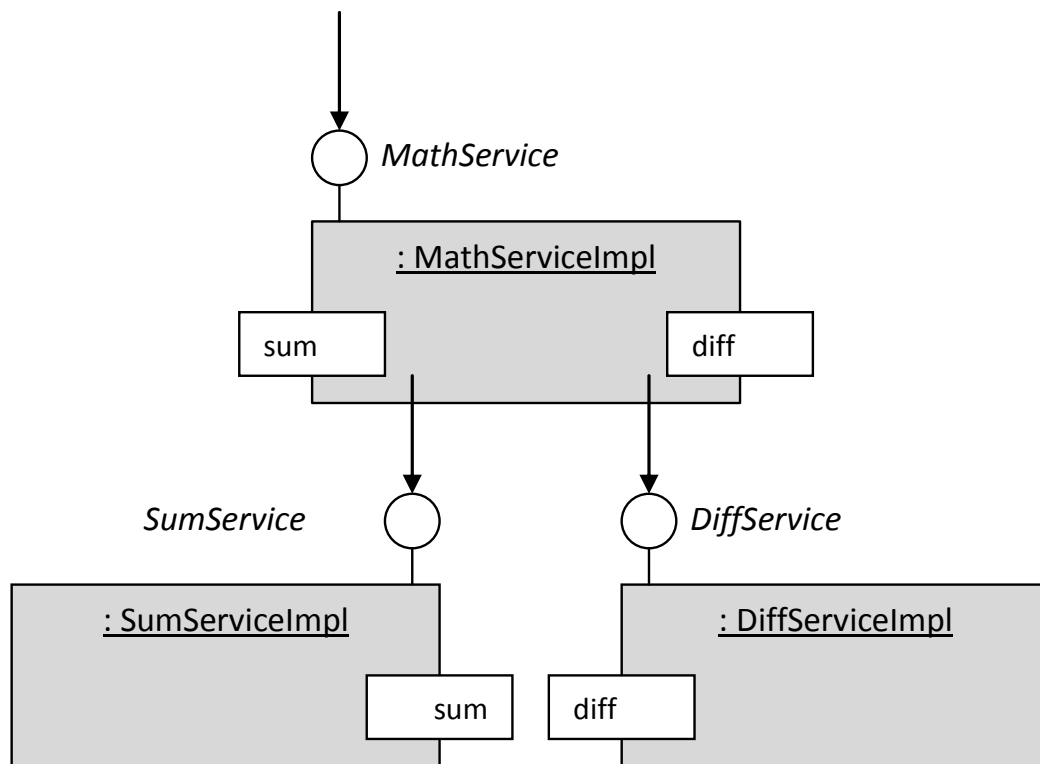 MathService
: MathServiceImpl
sum
diff
SumService
DiffService
: SumServiceImpl
: DiffServiceImpl
sum
diff